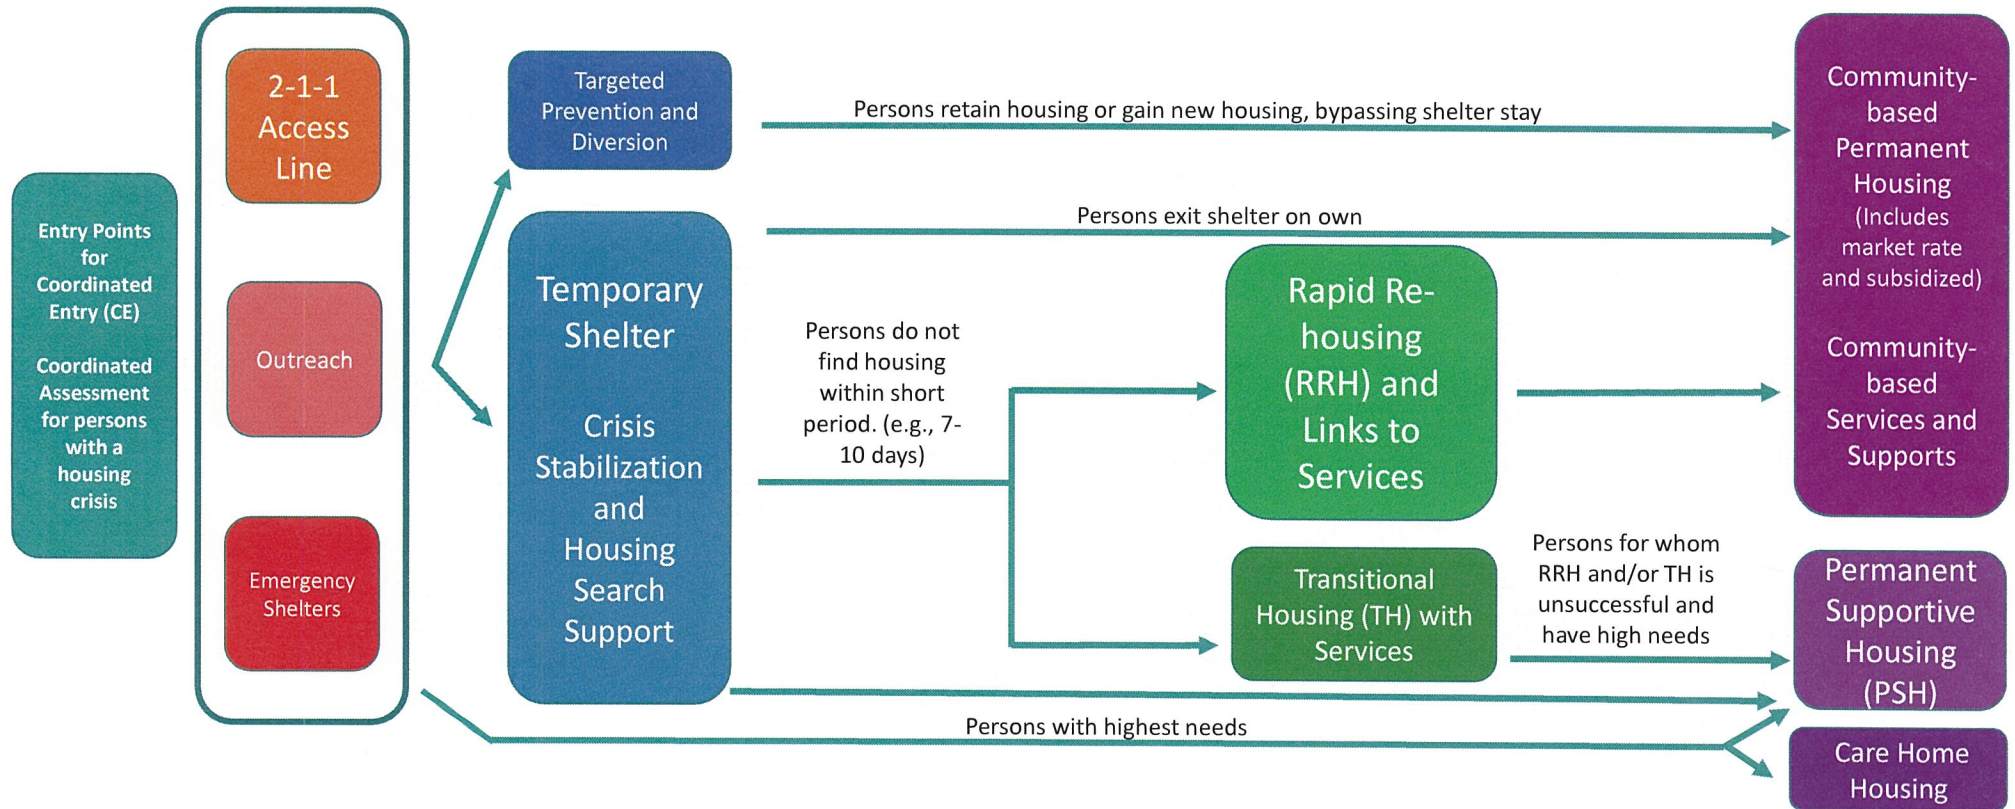 Entry Points
for
Coordinated
Entry (CE)
Coordinated
Assessment
for persons
with a
housing
crisis
2-1-1
Access
Line
Outreach
Emergency
Shelters
Targeted
Prevention and
Diversion
Temporary
Shelter
Crisis
Stabilization
and
Housing
Search
Support
Persons retain housing or gain new housing, bypassing shelter stay
Persons exit shelter on own
Persons do not
find housing
within short
period. (e.g., 7-
10 days)
Rapid Re-
housing
(RRH) and
Links to
Services
Transitional
Housing (TH) with
Services
Persons for whom
RRH and/or TH is
unsuccessful and
have high needs
Persons with highest needs
Community-
based
Permanent
Housing
(Includes
market rate
and subsidized)
Community-
based
Services and
Supports
Permanent
Supportive
Housing
(PSH)
Care Home
Housing